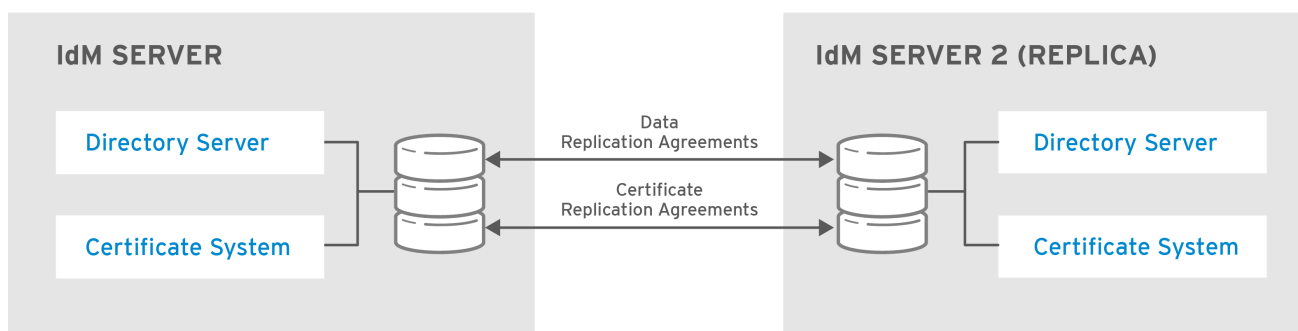 IdM SERVER
Directory Server
Certificate System
Data
Replication Agreements
Certificate
Replication Agreements
IdM SERVER 2 (REPLICA)
Directory Server
Certificate System